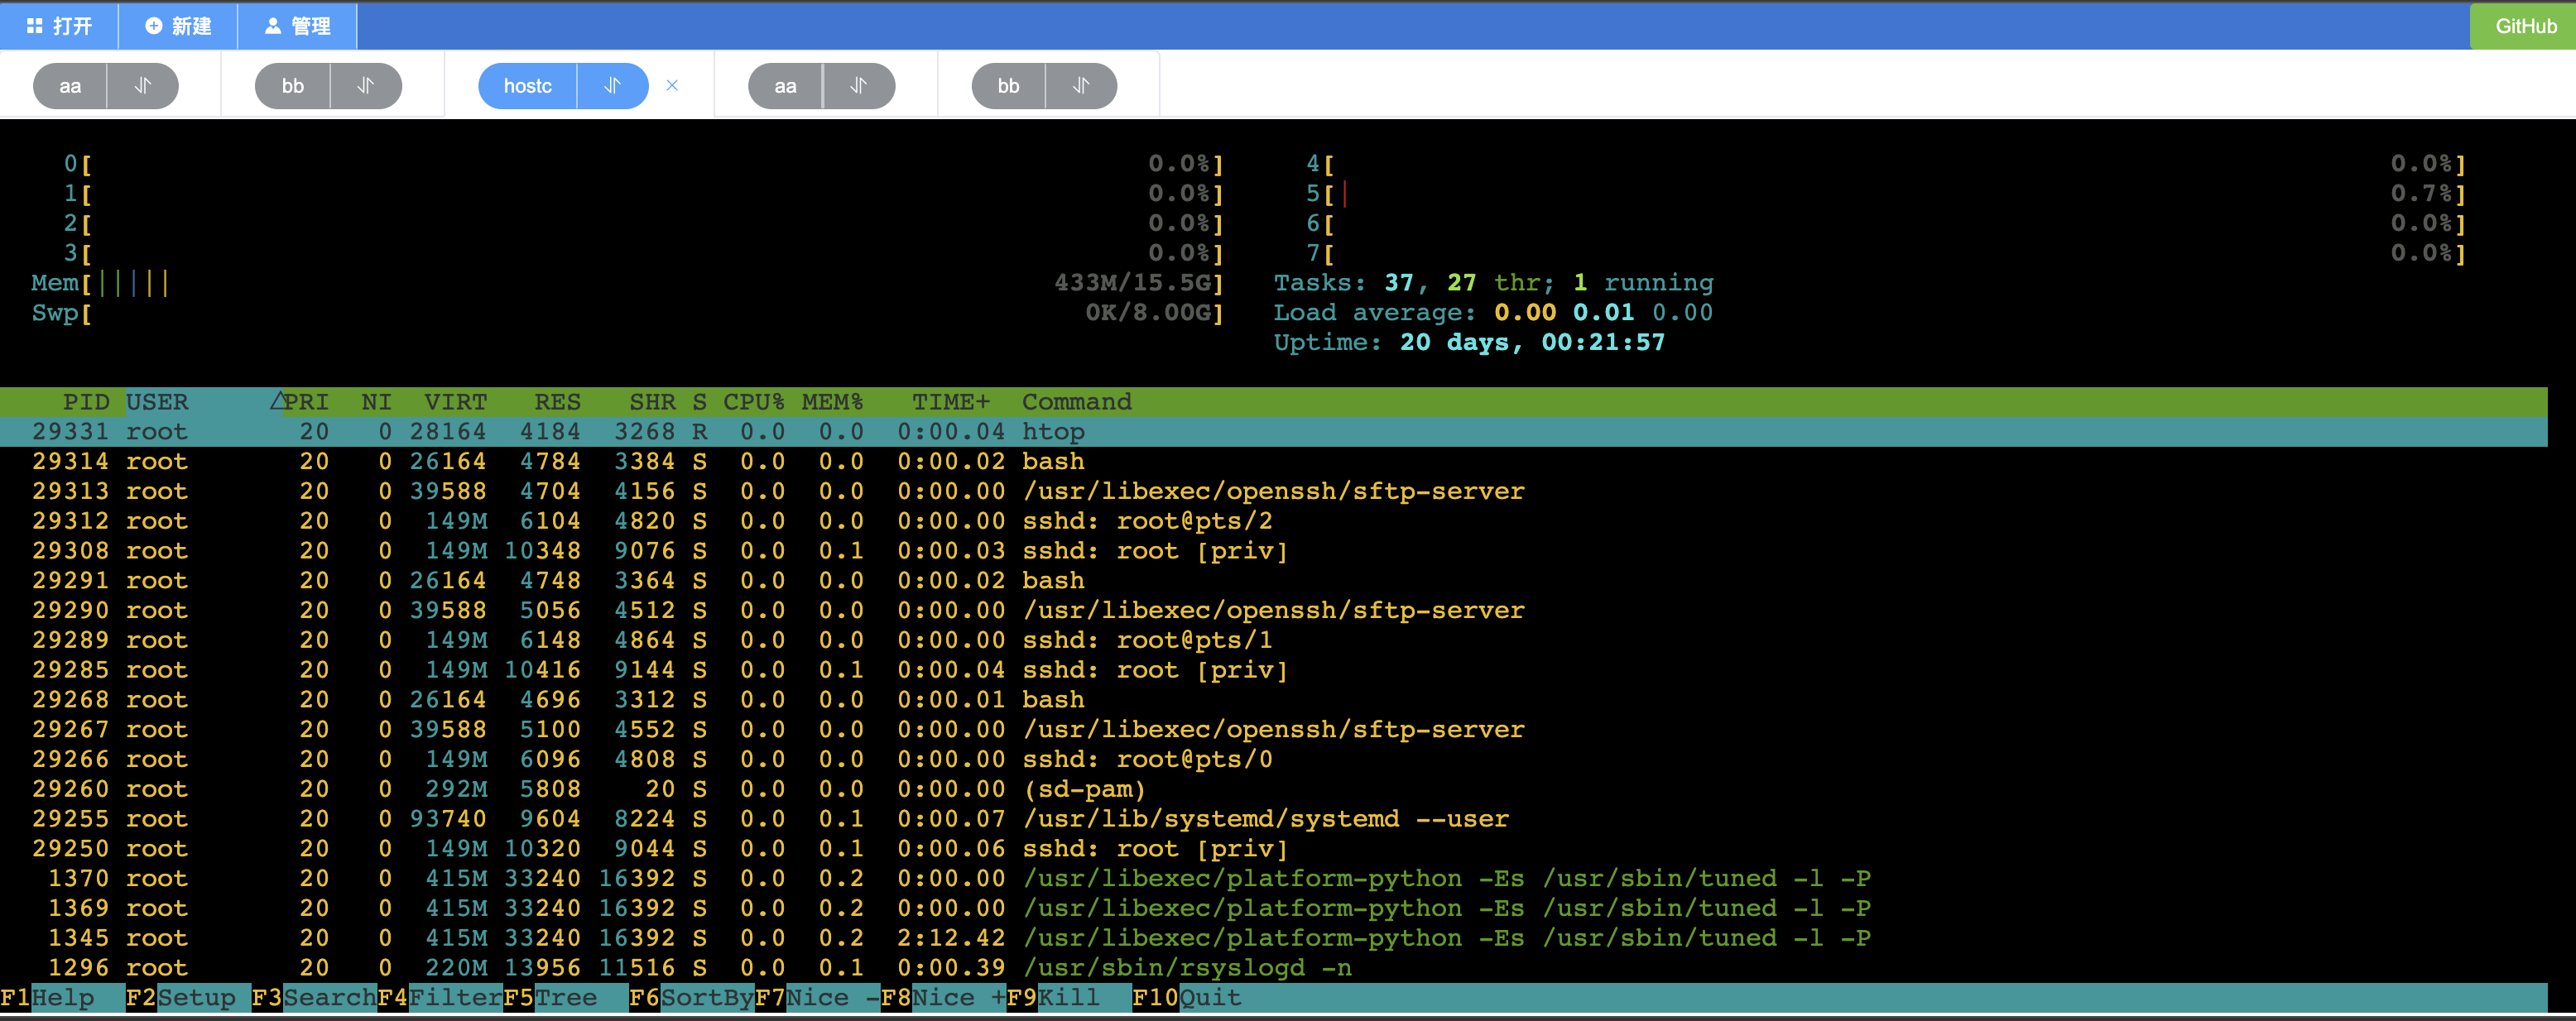 打开 新建 管理 GitHub
aa bb hostc × aa bb
0[ 0.0%] 4[ 0.0%]
1[ 0.0%] 5[| 0.7%]
2[ 0.0%] 6[ 0.0%]
3[ 0.0%] 7[ 0.0%]
Mem[||||| 433M/15.5G] Tasks: 37, 27 thr; 1 running
Swp[ 0K/8.00G] Load average: 0.00 0.01 0.00
Uptime: 20 days, 00:21:57
PID USER △PRI NI VIRT RES SHR S CPU% MEM% TIME+ Command
29331 root 20 0 28164 4184 3268 R 0.0 0.0 0:00.04 htop
29314 root 20 0 26164 4784 3384 S 0.0 0.0 0:00.02 bash
29313 root 20 0 39588 4704 4156 S 0.0 0.0 0:00.00 /usr/libexec/openssh/sftp-server
29312 root 20 0 149M 6104 4820 S 0.0 0.0 0:00.00 sshd: root@pts/2
29308 root 20 0 149M 10348 9076 S 0.0 0.1 0:00.03 sshd: root [priv]
29291 root 20 0 26164 4748 3364 S 0.0 0.0 0:00.02 bash
29290 root 20 0 39588 5056 4512 S 0.0 0.0 0:00.00 /usr/libexec/openssh/sftp-server
29289 root 20 0 149M 6148 4864 S 0.0 0.0 0:00.00 sshd: root@pts/1
29285 root 20 0 149M 10416 9144 S 0.0 0.1 0:00.04 sshd: root [priv]
29268 root 20 0 26164 4696 3312 S 0.0 0.0 0:00.01 bash
29267 root 20 0 39588 5100 4552 S 0.0 0.0 0:00.00 /usr/libexec/openssh/sftp-server
29266 root 20 0 149M 6096 4808 S 0.0 0.0 0:00.00 sshd: root@pts/0
29260 root 20 0 292M 5808 20 S 0.0 0.0 0:00.00 (sd-pam)
29255 root 20 0 93740 9604 8224 S 0.0 0.1 0:00.07 /usr/lib/systemd/systemd --user
29250 root 20 0 149M 10320 9044 S 0.0 0.1 0:00.06 sshd: root [priv]
1370 root 20 0 415M 33240 16392 S 0.0 0.2 0:00.00 /usr/libexec/platform-python -Es /usr/sbin/tuned -l -P
1369 root 20 0 415M 33240 16392 S 0.0 0.2 0:00.00 /usr/libexec/platform-python -Es /usr/sbin/tuned -l -P
1345 root 20 0 415M 33240 16392 S 0.0 0.2 2:12.42 /usr/libexec/platform-python -Es /usr/sbin/tuned -l -P
1296 root 20 0 220M 13956 11516 S 0.0 0.1 0:00.39 /usr/sbin/rsyslogd -n
F1Help F2Setup F3SearchF4FilterF5Tree F6SortByF7Nice -F8Nice +F9Kill F10Quit